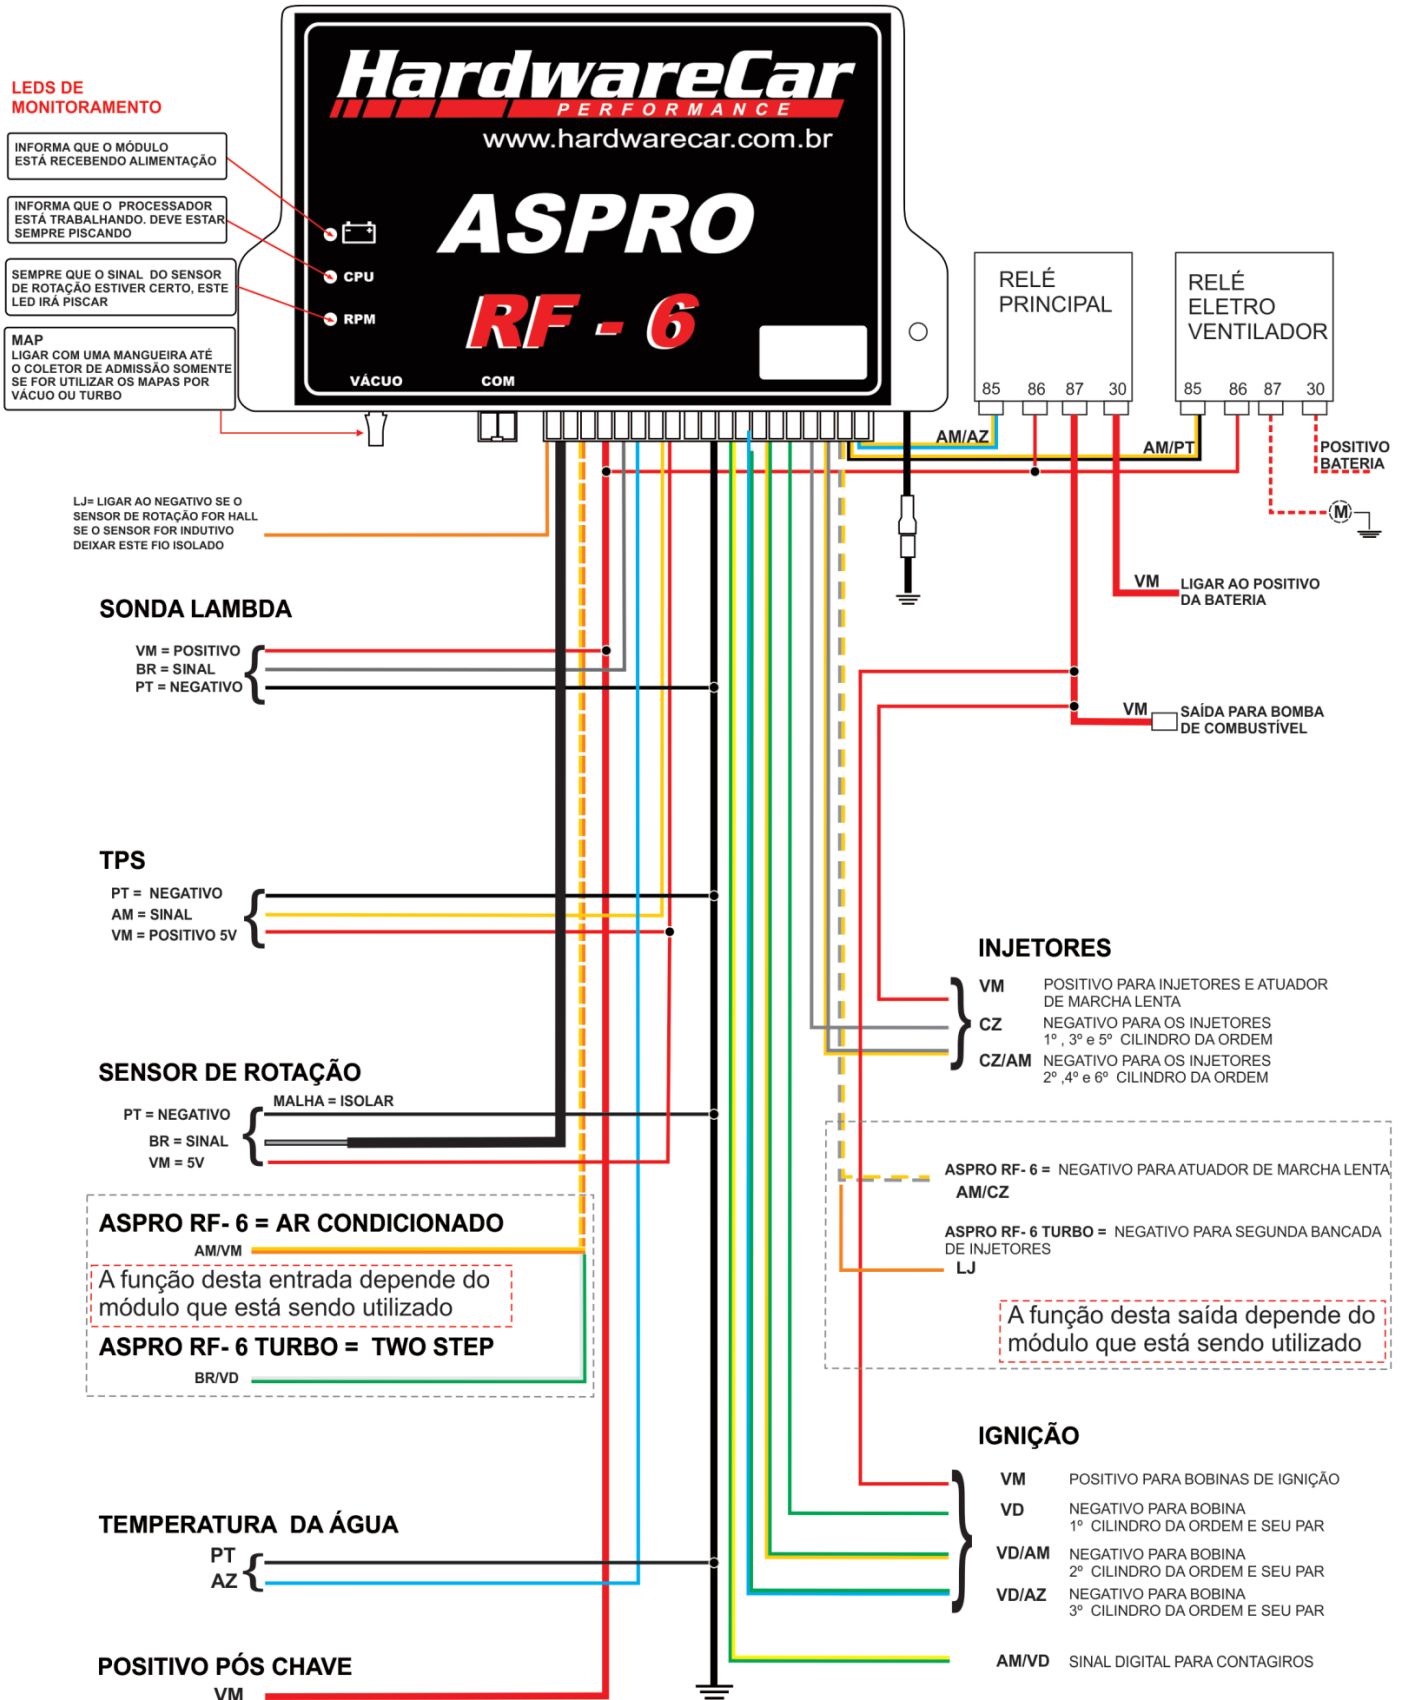 HardwareCar
PERFORMANCE
www.hardwarecar.com.br
ASPRO
RF - 6
CPU
RPM
VÁCUO
COM
LEDS DE
MONITORAMENTO
INFORMA QUE O MÓDULO
ESTÁ RECEBENDO ALIMENTAÇÃO
INFORMA QUE O PROCESSADOR
ESTÁ TRABALHANDO. DEVE ESTAR
SEMPRE PISCANDO
SEMPRE QUE O SINAL DO SENSOR
DE ROTAÇÃO ESTIVER CERTO, ESTE
LED IRÁ PISCAR
MAP
LIGAR COM UMA MANGUEIRA ATÉ
O COLETOR DE ADMISSÃO SOMENTE
SE FOR UTILIZAR OS MAPAS POR
VÁCUO OU TURBO
RELÉ
PRINCIPAL
85 86 87 30
RELÉ
ELETRO
VENTILADOR
85 86 87 30
AM/AZ
AM/PT
POSITIVO
BATERIA
M
VM
LIGAR AO POSITIVO
DA BATERIA
VM
SAÍDA PARA BOMBA
DE COMBUSTÍVEL
LJ= LIGAR AO NEGATIVO SE O
SENSOR DE ROTAÇÃO FOR HALL
SE O SENSOR FOR INDUTIVO
DEIXAR ESTE FIO ISOLADO
SONDA LAMBDA
VM = POSITIVO
BR = SINAL
PT = NEGATIVO
TPS
PT = NEGATIVO
AM = SINAL
VM = POSITIVO 5V
SENSOR DE ROTAÇÃO
MALHA = ISOLAR
PT = NEGATIVO
BR = SINAL
VM = 5V
ASPRO RF- 6 = AR CONDICIONADO
AM/VM
A função desta entrada depende do
módulo que está sendo utilizado
ASPRO RF- 6 TURBO = TWO STEP
BR/VD
TEMPERATURA DA ÁGUA
PT
AZ
POSITIVO PÓS CHAVE
VM
INJETORES
VM POSITIVO PARA INJETORES E ATUADOR
DE MARCHA LENTA
CZ NEGATIVO PARA OS INJETORES
1º , 3º e 5º CILINDRO DA ORDEM
CZ/AM NEGATIVO PARA OS INJETORES
2º ,4º e 6º CILINDRO DA ORDEM
ASPRO RF- 6 = NEGATIVO PARA ATUADOR DE MARCHA LENTA
AM/CZ
ASPRO RF- 6 TURBO = NEGATIVO PARA SEGUNDA BANCADA
DE INJETORES
LJ
A função desta saída depende do
módulo que está sendo utilizado
IGNIÇÃO
VM POSITIVO PARA BOBINAS DE IGNIÇÃO
VD NEGATIVO PARA BOBINA
1º CILINDRO DA ORDEM E SEU PAR
VD/AM NEGATIVO PARA BOBINA
2º CILINDRO DA ORDEM E SEU PAR
VD/AZ NEGATIVO PARA BOBINA
3º CILINDRO DA ORDEM E SEU PAR
AM/VD SINAL DIGITAL PARA CONTAGIROS